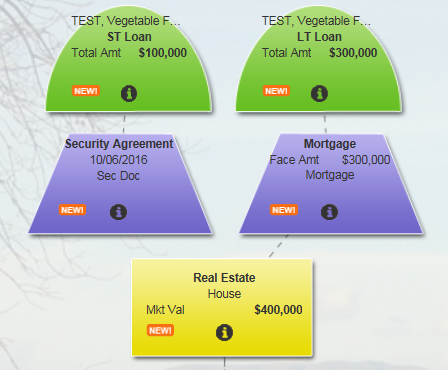 TEST, Vegetable F...
ST Loan
Total Amt $100,000
NEW!
TEST, Vegetable F...
LT Loan
Total Amt $300,000
NEW!
Security Agreement
10/06/2016
Sec Doc
NEW!
Mortgage
Face Amt $300,000
Mortgage
NEW!
Real Estate
House
Mkt Val $400,000
NEW!